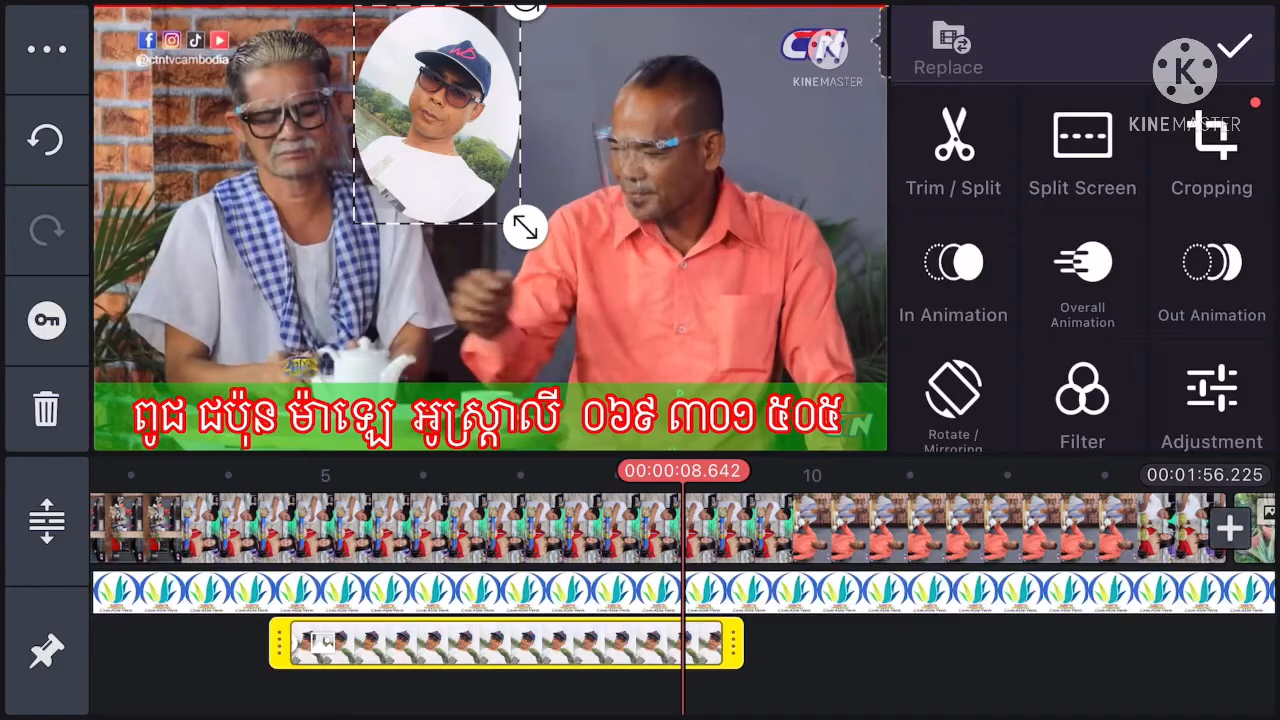 @ctntvcambodia
CTN
KINEMASTER
Replace
KINEMASTER
Trim / Split
Split Screen
Cropping
In Animation
Overall
Animation
Out Animation
Rotate /
Mirroring
Filter
Adjustment
ពូជ ជប៉ុន ម៉ាឡេ អូស្ត្រាលី ០៦៩ ៣០១ ៥០៥
5
00:00:08.642
10
00:01:56.225